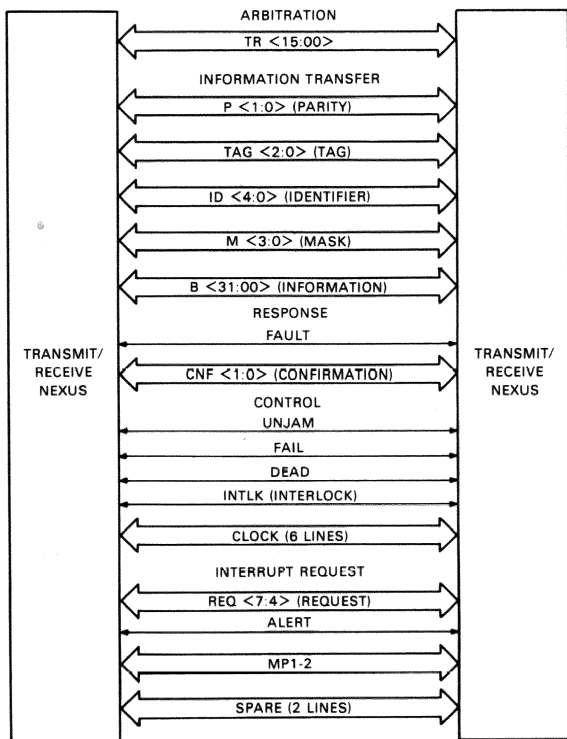 ARBITRATION
TR <15:00>
INFORMATION TRANSFER
P <1:0> (PARITY)
TAG <2:0> (TAG)
ID <4:0> (IDENTIFIER)
M <3:0> (MASK)
B <31:00> (INFORMATION)
RESPONSE
FAULT
TRANSMIT/
RECEIVE
NEXUS
TRANSMIT/
RECEIVE
NEXUS
CNF <1:0> (CONFIRMATION)
CONTROL
UNJAM
FAIL
DEAD
INTLK (INTERLOCK)
CLOCK (6 LINES)
INTERRUPT REQUEST
REQ <7:4> (REQUEST)
ALERT
MP1-2
SPARE (2 LINES)